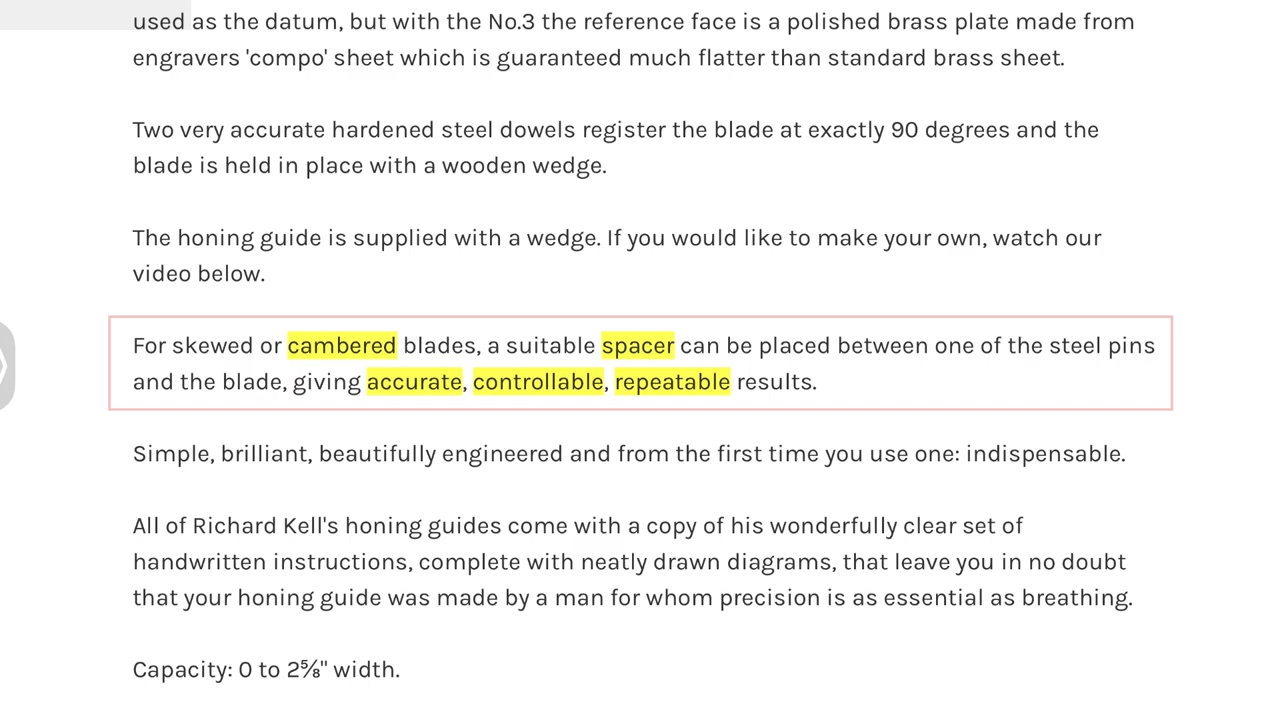 used as the datum, but with the No.3 the reference face is a polished brass plate made from
engravers 'compo' sheet which is guaranteed much flatter than standard brass sheet.
Two very accurate hardened steel dowels register the blade at exactly 90 degrees and the
blade is held in place with a wooden wedge.
The honing guide is supplied with a wedge. If you would like to make your own, watch our
video below.
For skewed or cambered blades, a suitable spacer can be placed between one of the steel pins
and the blade, giving accurate, controllable, repeatable results.
Simple, brilliant, beautifully engineered and from the first time you use one: indispensable.
All of Richard Kell's honing guides come with a copy of his wonderfully clear set of
handwritten instructions, complete with neatly drawn diagrams, that leave you in no doubt
that your honing guide was made by a man for whom precision is as essential as breathing.
Capacity: 0 to 2⅝" width.